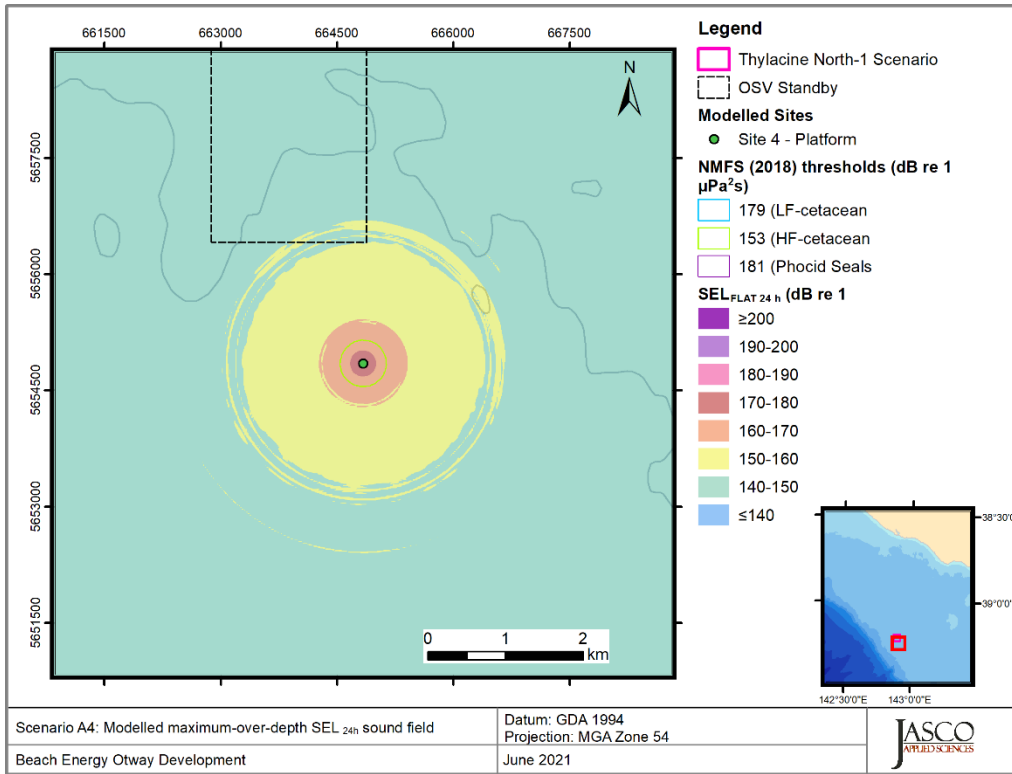 661500 663000 664500 666000 667500
5657500
5656000
5654500
5653000
5651500
N
0 1 2
km
Legend
Thylacine North-1 Scenario
OSV Standby
Modelled Sites
Site 4 - Platform
NMFS (2018) thresholds (dB re 1
µPa²s)
179 (LF-cetacean
153 (HF-cetacean
181 (Phocid Seals
SELFLAT 24 h (dB re 1
≥200
190-200
180-190
170-180
160-170
150-160
140-150
≤140
38°30'0
39°0'0
142°30'0"E 143°0'0"E
Scenario A4: Modelled maximum-over-depth SEL 24h sound field
Datum: GDA 1994
Projection: MGA Zone 54
Beach Energy Otway Development
June 2021
JASCO
APPLIED SCIENCES